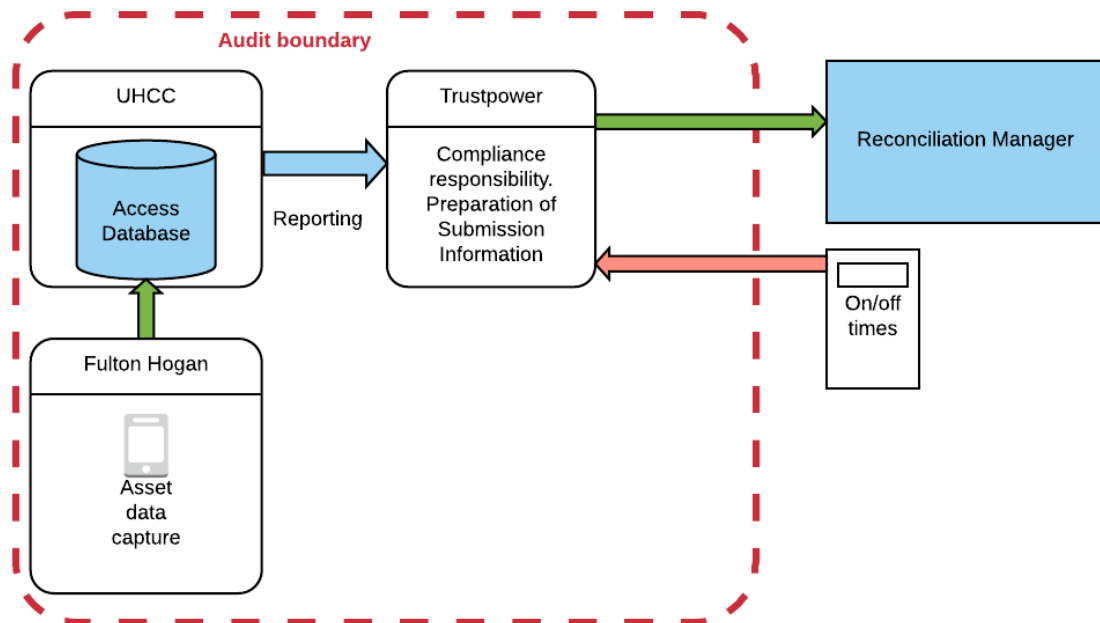 Audit boundary
UHCC
Access
Database
Reporting
Trustpower
Compliance
responsibility.
Preparation of
Submission
Information
Reconciliation Manager
On/off
times
Fulton Hogan
Asset
data
capture